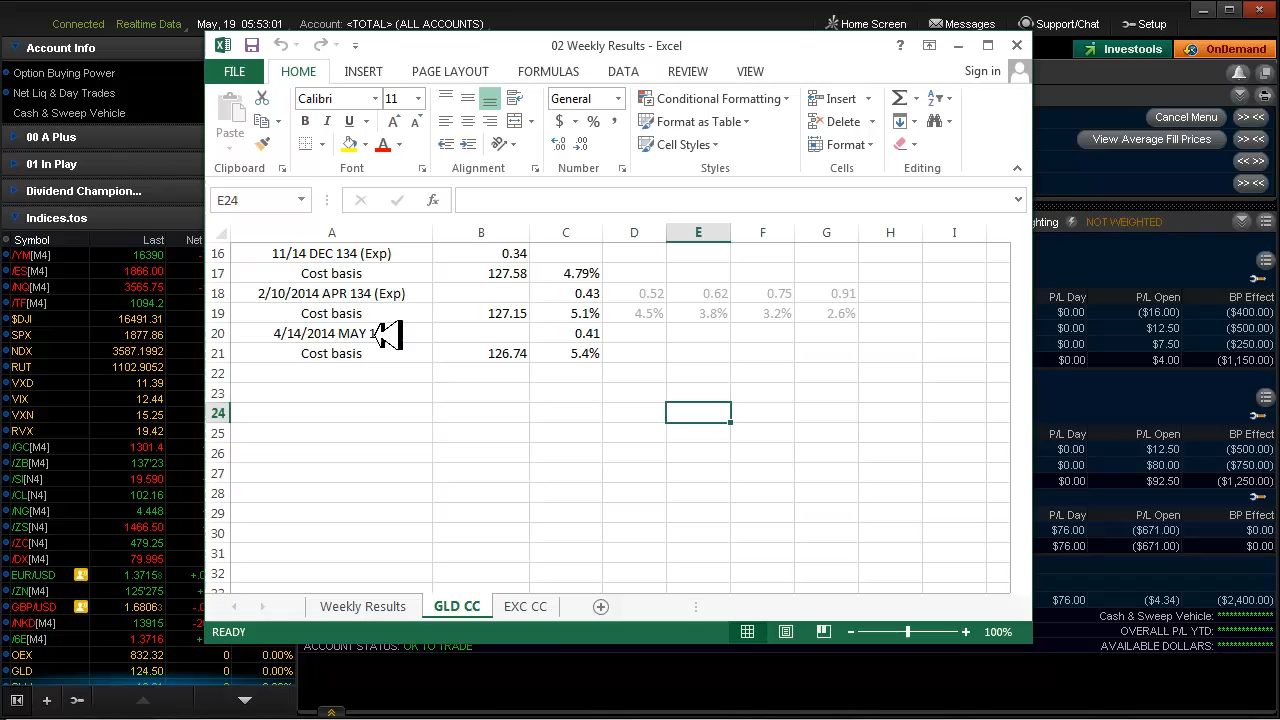 Connected Realtime Data May, 19 05:53:01 Account: <TOTAL> (ALL ACCOUNTS) Home Screen Messages Support/Chat Setup
Account Info
Option Buying Power
Net Liq & Day Trades
Cash & Sweep Vehicle
00 A Plus
01 In Play
Dividend Champion...
Indices.tos
Symbol Last Net
/YM[M4] 16390
/ES[M4] 1871.00
/NQ[M4] 3565.75
/TF[M4] 1094.2
$DJI 16491.31
SPX 1877.86
NDX 3587.1992
RUT 1102.9052
VXD 11.39
VIX 12.44
VXN 15.25
RVX 19.42
/GC[M4] 1301.4
/ZB[M4] 137'23
/SI[N4] 19.590
/CL[N4] 102.16
/NG[M4] 4.448
/ZS[N4] 1466.50
/ZC[N4] 479.25
/DX[M4] 79.995
EUR/USD 1.37158
/ZN[M4] 125'275
GBP/USD 1.68063
/NKD[M4] 13915
/6E[M4] 1.3716
OEX 832.32 0 0.00%
GLD 124.50 0 0.00%
02 Weekly Results - Excel
FILE HOME INSERT PAGE LAYOUT FORMULAS DATA REVIEW VIEW Sign in
Paste
Calibri 11
B I U
General
$ % ,
Conditional Formatting
Format as Table
Cell Styles
Insert
Delete
Format
Clipboard Font Alignment Number Styles Cells Editing
E24 fx
A B C D E F G H I
16 11/14 DEC 134 (Exp) 0.34
17 Cost basis 127.58 4.79%
18 2/10/2014 APR 134 (Exp) 0.43 0.52 0.62 0.75 0.91
19 Cost basis 127.15 5.1% 4.5% 3.8% 3.2% 2.6%
20 4/14/2014 MAY 0.41
21 Cost basis 126.74 5.4%
22
23
24
25
26
27
28
29
30
31
32
Weekly Results GLD CC EXC CC
READY 100%
ACCOUNT STATUS: OK TO TRADE
Investools OnDemand
Cancel Menu >> <<
View Average Fill Prices >> <<
<< >>
>> <<
NOT WEIGHTED
P/L Day P/L Open BP Effect
$0.00 ($16.00) ($400.00)
$0.00 $12.50 ($500.00)
$0.00 $7.50 ($250.00)
$0.00 $4.00 ($1,150.00)
P/L Day P/L Open BP Effect
$0.00 $12.50 ($500.00)
$0.00 $80.00 ($750.00)
$0.00 $92.50 ($1,250.00)
P/L Day P/L Open BP Effect
$76.00 ($671.00) $0.00
$76.00 ($671.00) $0.00
$76.00 ($4.34) ($2,400.00)
Cash & Sweep Vehicle: ************
OVERALL P/L YTD: ************
AVAILABLE DOLLARS: ************